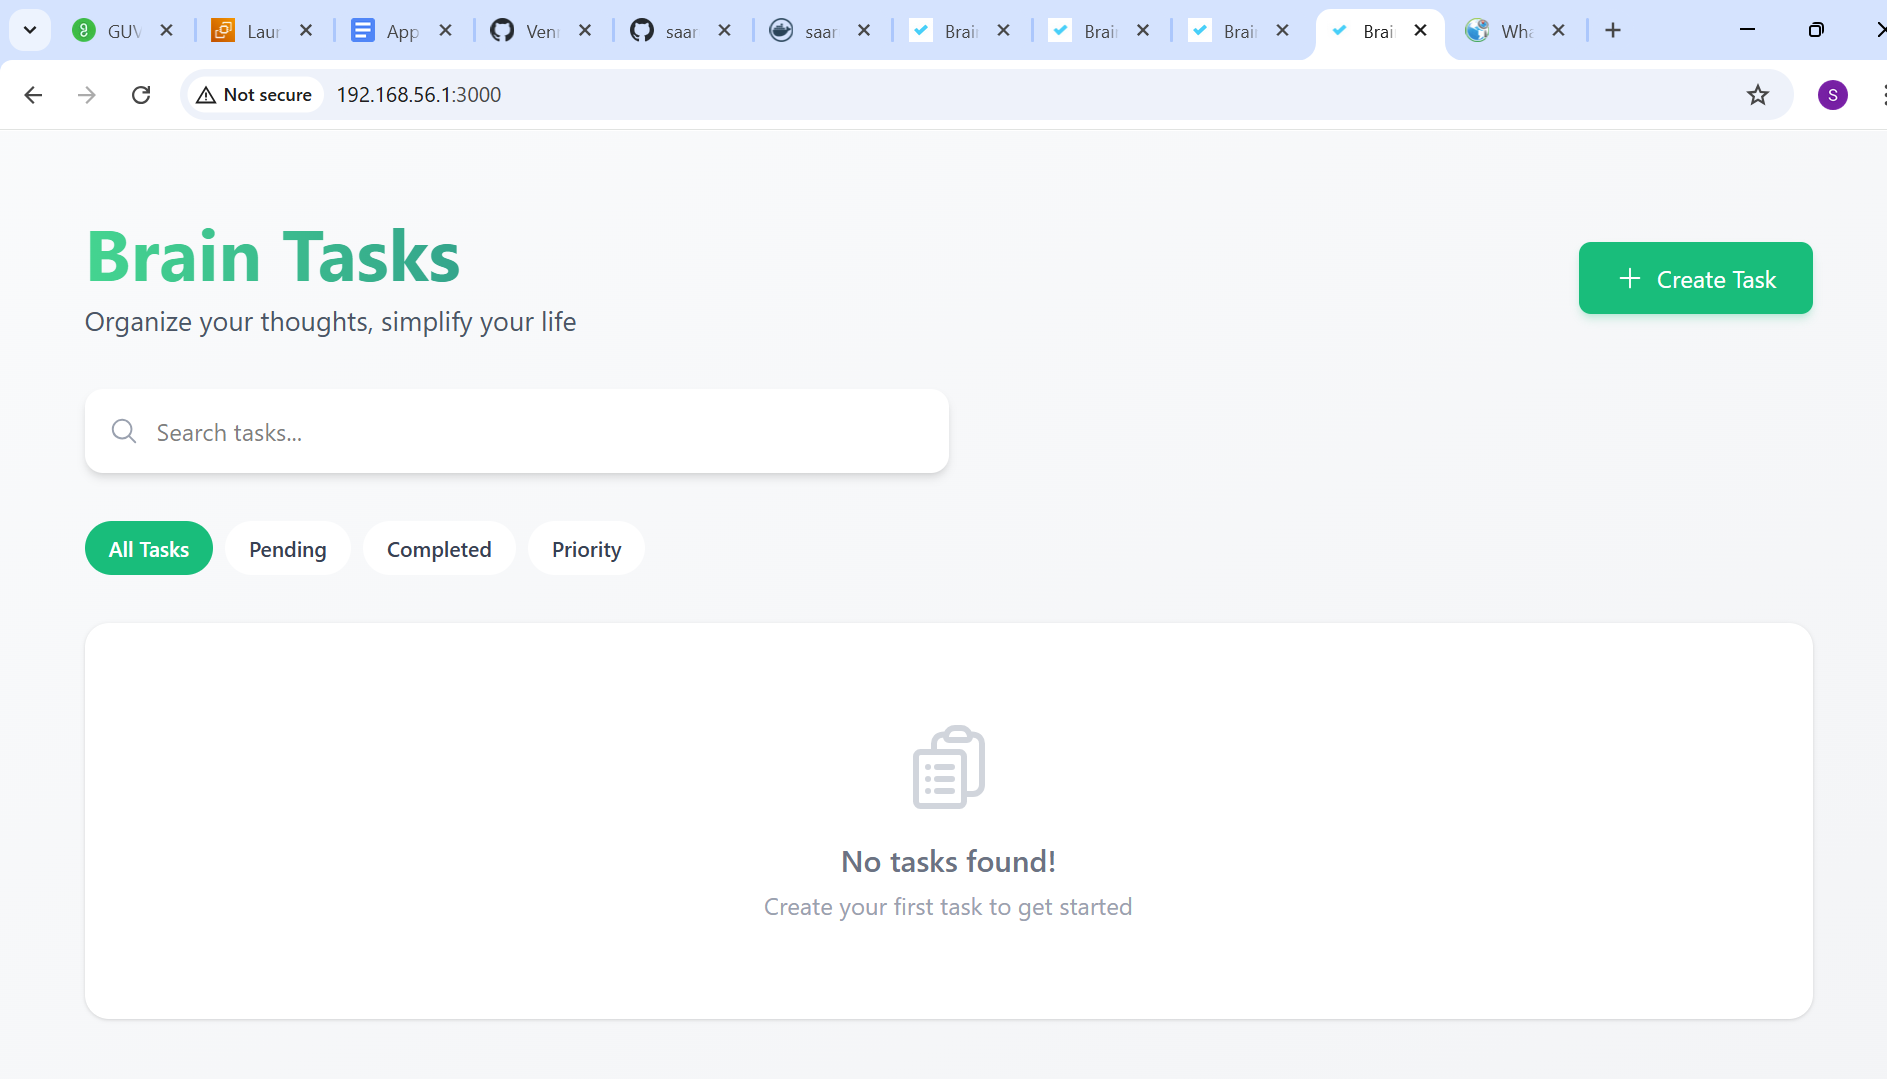 GUV
Laun
App
Ven
saar
saar
Brai
Brai
Brai
Brai
Wha
Not secure
192.168.56.1:3000
S
Brain Tasks
Organize your thoughts, simplify your life
Create Task
Search tasks...
All Tasks
Pending
Completed
Priority
No tasks found!
Create your first task to get started